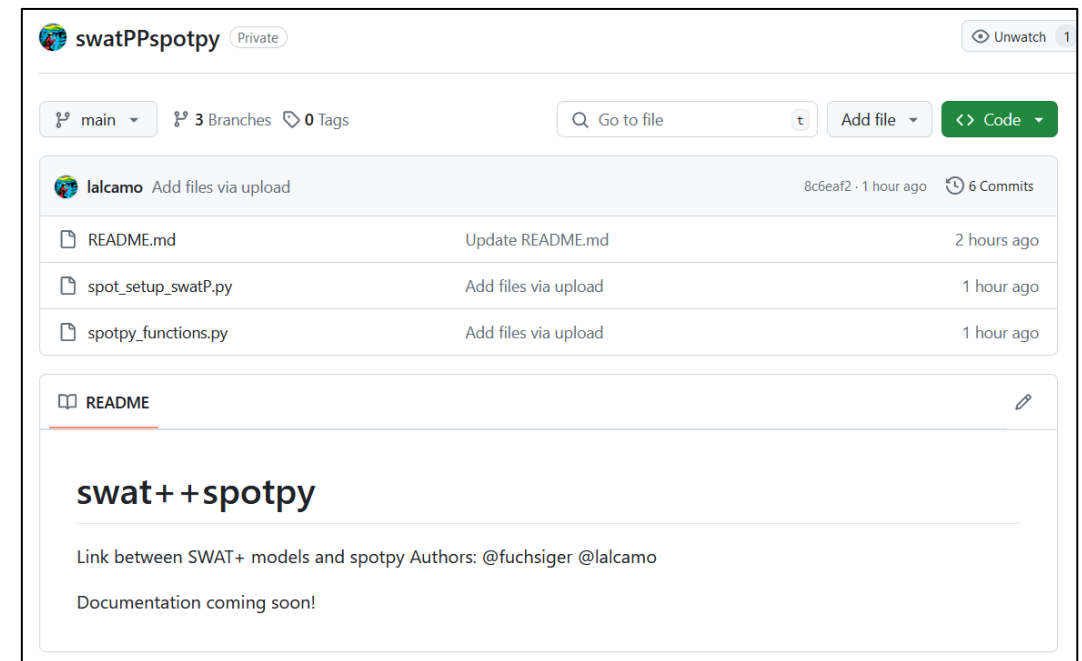 swatPPspotpy Private Unwatch 1
main 3 Branches 0 Tags Go to file t Add file <> Code
lalcamo Add files via upload 8c6eaf2 · 1 hour ago 6 Commits
README.md Update README.md 2 hours ago
spot_setup_swatP.py Add files via upload 1 hour ago
spotpy_functions.py Add files via upload 1 hour ago
README
swat++spotpy
Link between SWAT+ models and spotpy Authors: @fuchsiger @lalcamo
Documentation coming soon!